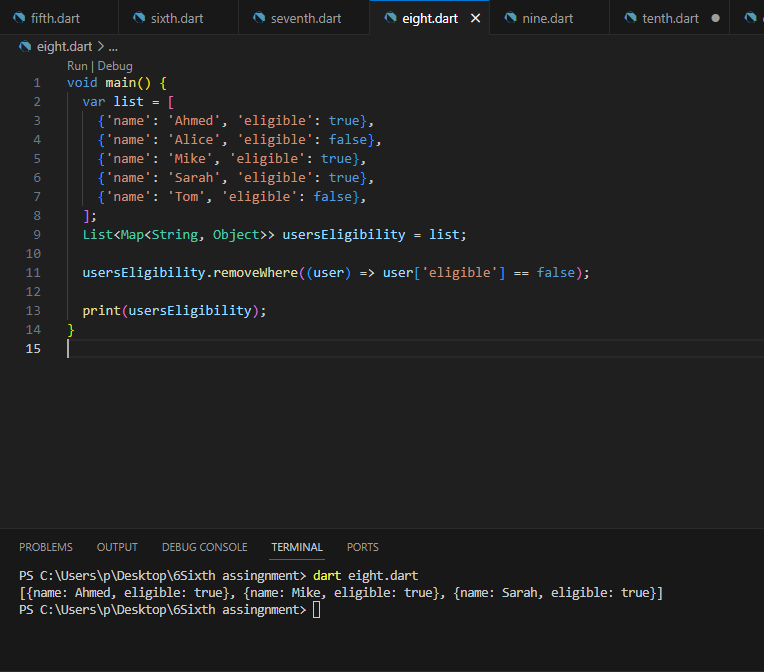 fifth.dart sixth.dart seventh.dart eight.dart nine.dart tenth.dart
eight.dart > ...
Run | Debug
1 void main() {
2 var list = [
3 {'name': 'Ahmed', 'eligible': true},
4 {'name': 'Alice', 'eligible': false},
5 {'name': 'Mike', 'eligible': true},
6 {'name': 'Sarah', 'eligible': true},
7 {'name': 'Tom', 'eligible': false},
8 ];
9 List<Map<String, Object>> usersEligibility = list;
10
11 usersEligibility.removeWhere((user) => user['eligible'] == false);
12
13 print(usersEligibility);
14 }
15
PROBLEMS OUTPUT DEBUG CONSOLE TERMINAL PORTS
PS C:\Users\p\Desktop\6Sixth assingnment> dart eight.dart
[{name: Ahmed, eligible: true}, {name: Mike, eligible: true}, {name: Sarah, eligible: true}]
PS C:\Users\p\Desktop\6Sixth assingnment>